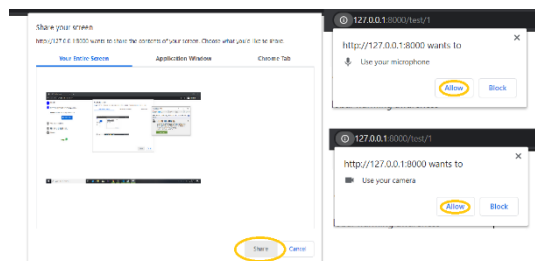 Share your screen
http://127.0.0.1:8000 wants to share the contents of your screen. Choose what you'd like to share.
Your Entire Screen
Application Window
Chrome Tab
Share
Cancel
127.0.0.1:8000/test/1
http://127.0.0.1:8000 wants to
Use your microphone
Allow
Block
127.0.0.1:8000/test/1
http://127.0.0.1:8000 wants to
Use your camera
Allow
Block